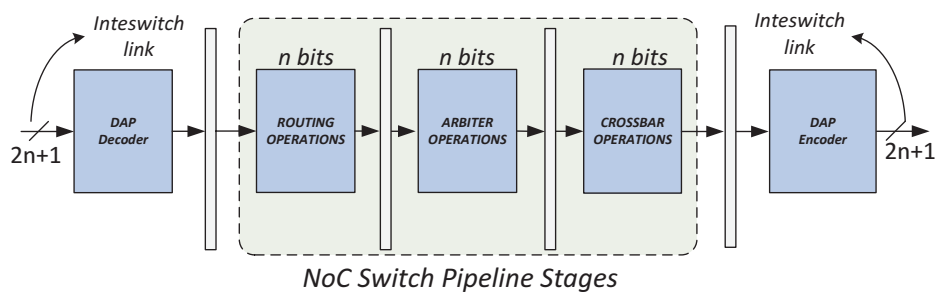 Inteswitch
link
n bits
n bits
n bits
Inteswitch
link
DAP
Decoder
ROUTING
OPERATIONS
ARBITER
OPERATIONS
CROSSBAR
OPERATIONS
DAP
Encoder
2n+1
2n+1
NoC Switch Pipeline Stages